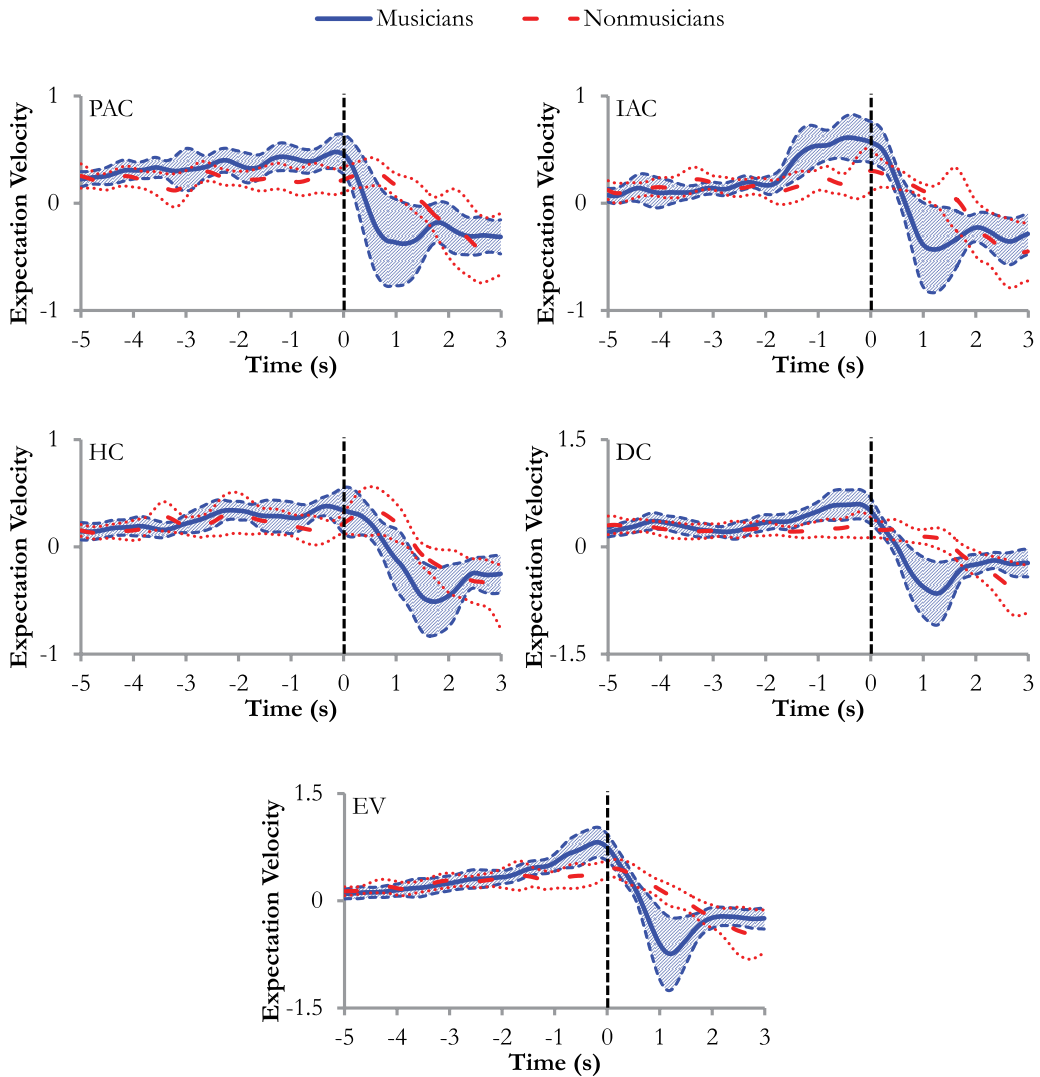 Musicians Nonmusicians
PAC
Expectation Velocity
1
0
-1
-5 -4 -3 -2 -1 0 1 2 3
Time (s)
IAC
Expectation Velocity
1
0
-1
-5 -4 -3 -2 -1 0 1 2 3
Time (s)
HC
Expectation Velocity
1
0
-1
-5 -4 -3 -2 -1 0 1 2 3
Time (s)
DC
Expectation Velocity
1.5
0
-1.5
-5 -4 -3 -2 -1 0 1 2 3
Time (s)
EV
Expectation Velocity
1.5
0
-1.5
-5 -4 -3 -2 -1 0 1 2 3
Time (s)